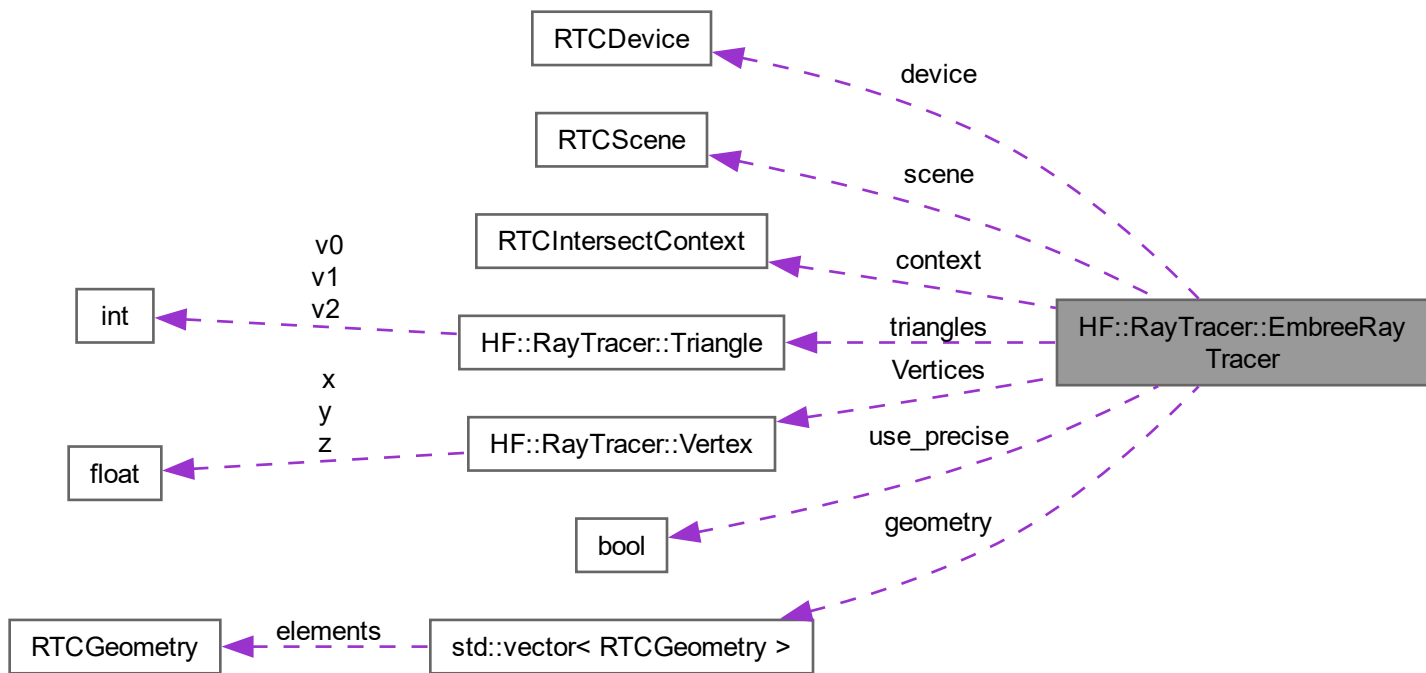 RTCDevice
device
RTCScene
scene
RTCIntersectContext
context
v0
v1
v2
int
HF::RayTracer::Triangle
triangles
HF::RayTracer::EmbreeRay
Tracer
Vertices
x
y
z
float
HF::RayTracer::Vertex
use_precise
bool
geometry
RTCGeometry
elements
std::vector< RTCGeometry >